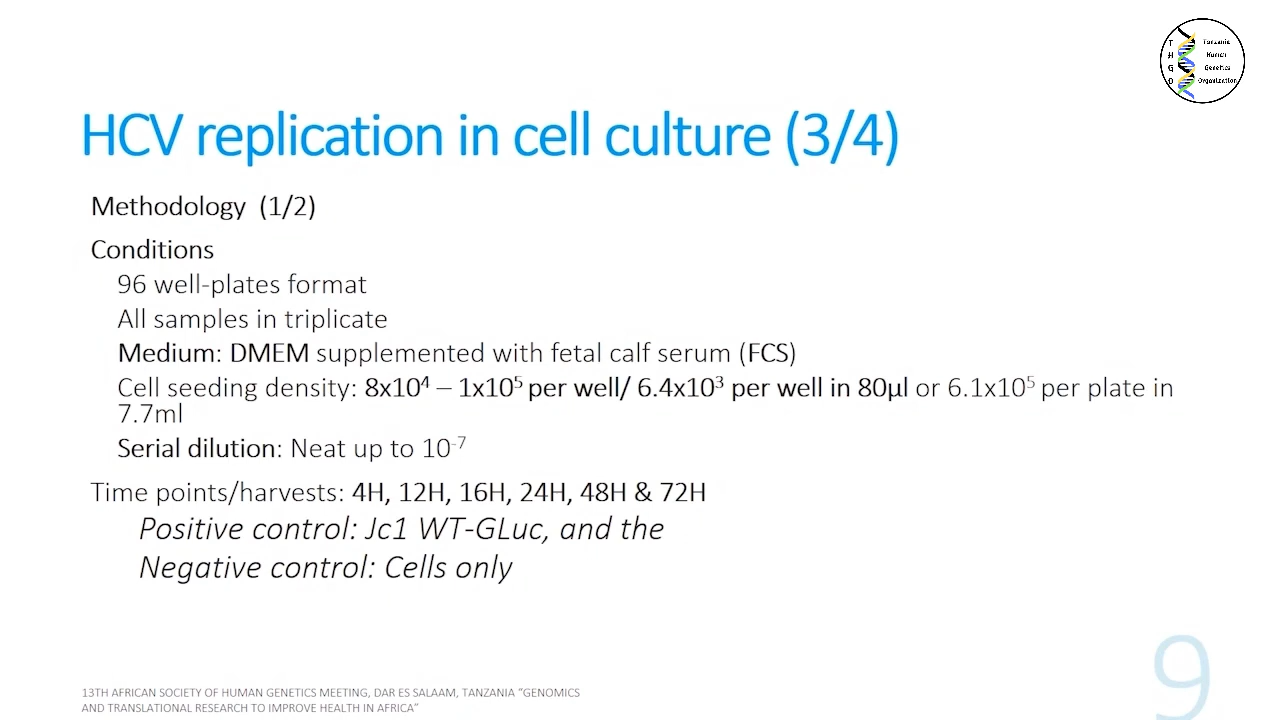 T Tanzania
H Human
G Genetics
O Organization
HCV replication in cell culture (3/4)
Methodology (1/2)
Conditions
96 well-plates format
All samples in triplicate
Medium: DMEM supplemented with fetal calf serum (FCS)
Cell seeding density: 8x10⁴ – 1x10⁵ per well/ 6.4x10³ per well in 80µl or 6.1x10⁵ per plate in
7.7ml
Serial dilution: Neat up to 10⁻⁷
Time points/harvests: 4H, 12H, 16H, 24H, 48H & 72H
Positive control: Jc1 WT-GLuc, and the
Negative control: Cells only
13TH AFRICAN SOCIETY OF HUMAN GENETICS MEETING, DAR ES SALAAM, TANZANIA "GENOMICS
AND TRANSLATIONAL RESEARCH TO IMPROVE HEALTH IN AFRICA"
9